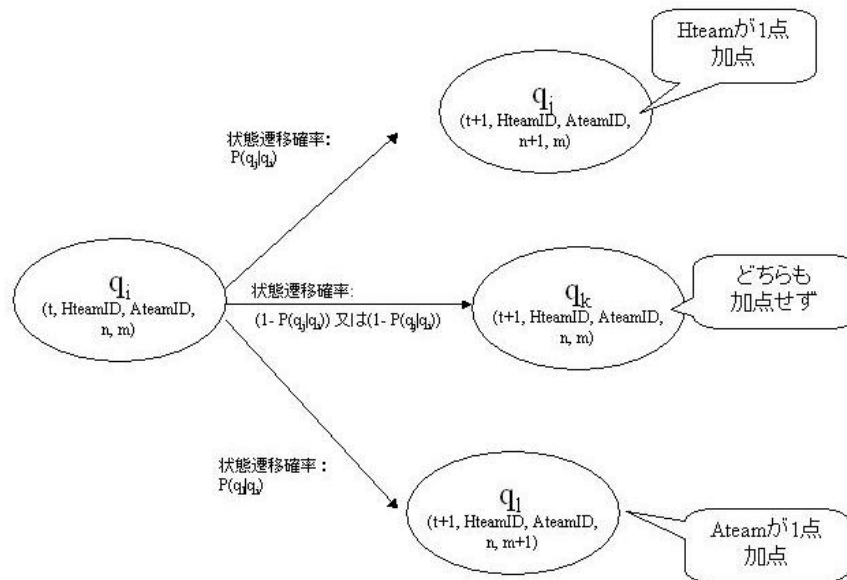 Hteamが1点
加点
qj
(t+1, HteamID, AteamID,
n+1, m)
状態遷移確率:
P(qj|qi)
qi
(t, HteamID, AteamID,
n, m)
状態遷移確率:
(1- P(qj|qi)) 又は(1- P(qj|qi))
qk
(t+1, HteamID, AteamID,
n, m)
どちらも
加点せず
状態遷移確率:
P(ql|qi)
ql
(t+1, HteamID, AteamID,
n, m+1)
Ateamが1点
加点